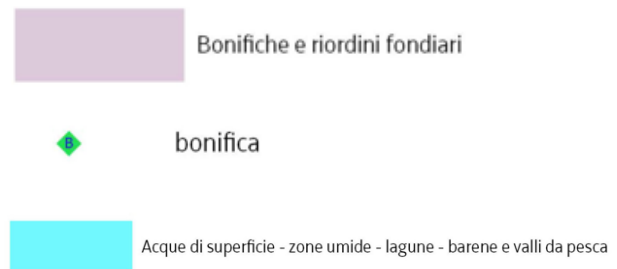 Bonifiche e riordini fondiari
B bonifica
Acque di superficie - zone umide - lagune - barene e valli da pesca